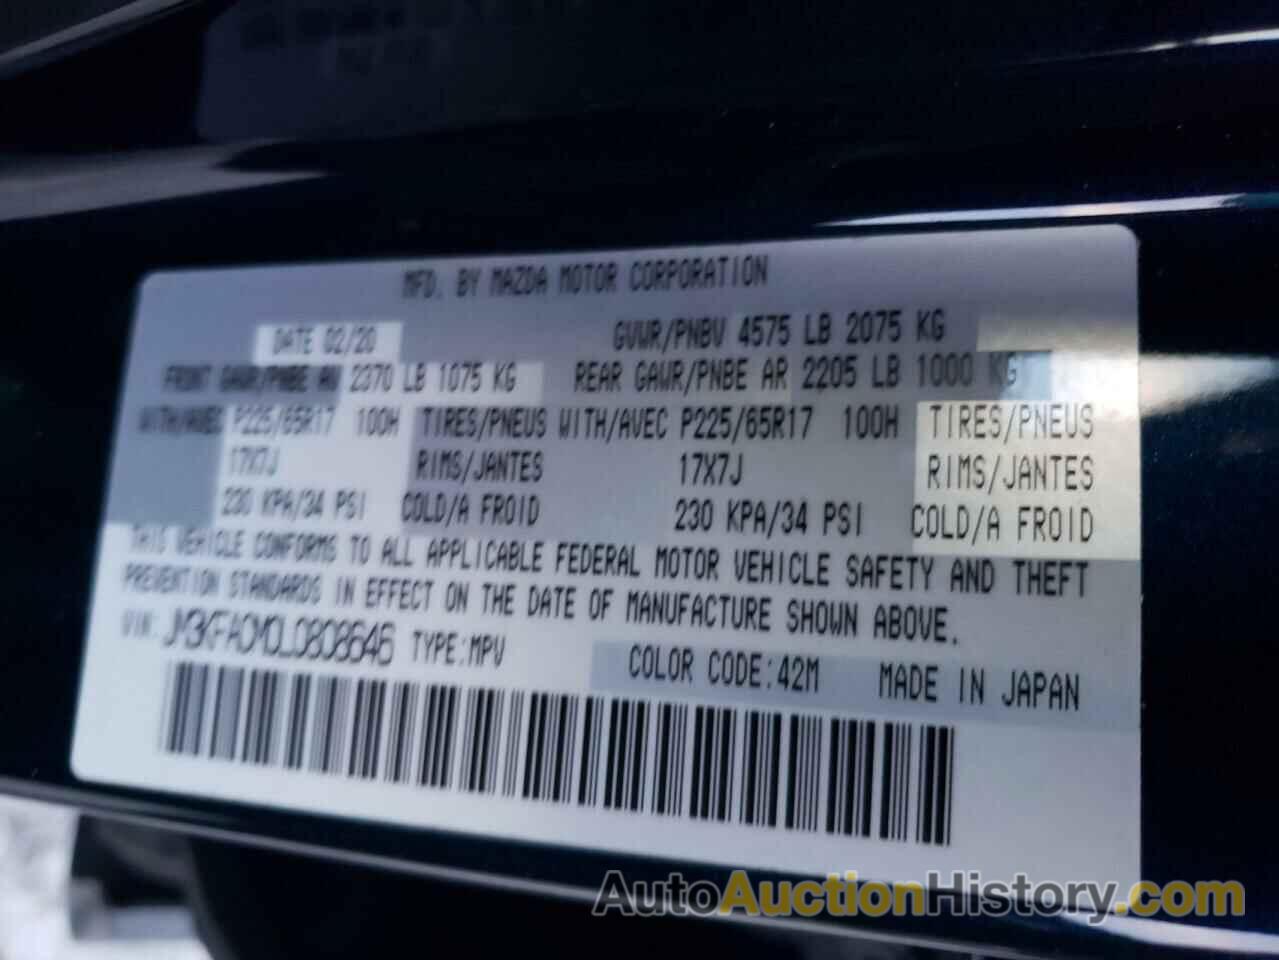 MFD. BY MAZDA MOTOR CORPORATION
DATE 02/20 GVWR/PNBV 4575 LB 2075 KG
FRONT GAWR/PNBE AV 2370 LB 1075 KG REAR GAWR/PNBE AR 2205 LB 1000 KG
WITH/AVEC P225/65R17 100H TIRES/PNEUS WITH/AVEC P225/65R17 100H TIRES/PNEUS
17X7J RIMS/JANTES 17X7J RIMS/JANTES
230 KPA/34 PSI COLD/A FROID 230 KPA/34 PSI COLD/A FROID
THIS VEHICLE CONFORMS TO ALL APPLICABLE FEDERAL MOTOR VEHICLE SAFETY AND THEFT
PREVENTION STANDARDS IN EFFECT ON THE DATE OF MANUFACTURE SHOWN ABOVE.
VIN: JM3KFACM0L0808646 TYPE:MPV COLOR CODE:42M MADE IN JAPAN
AutoAuctionHistory.com